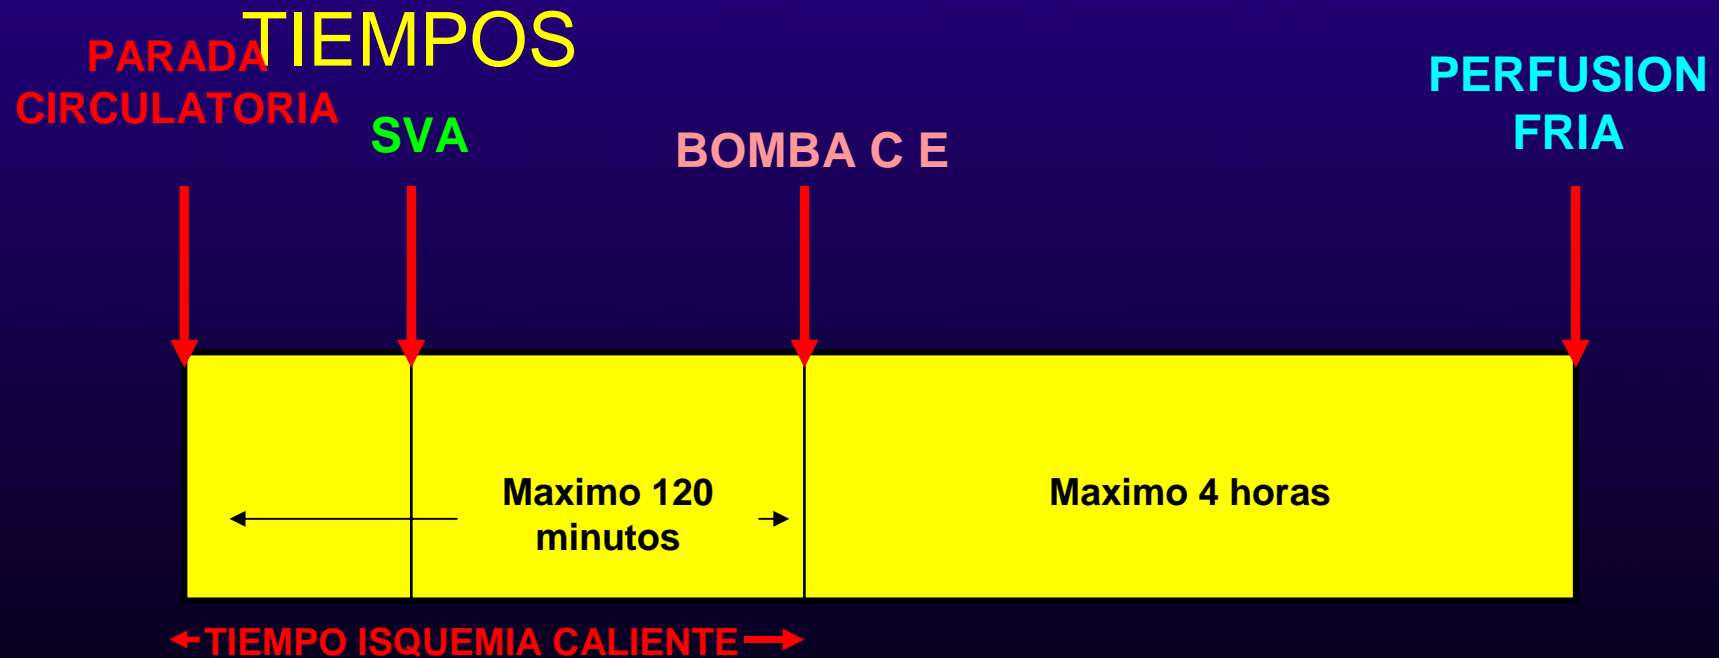 TIEMPOS
PARADA
CIRCULATORIA
SVA
BOMBA C E
PERFUSION
FRIA
Maximo 120
minutos
Maximo 4 horas
TIEMPO ISQUEMIA CALIENTE